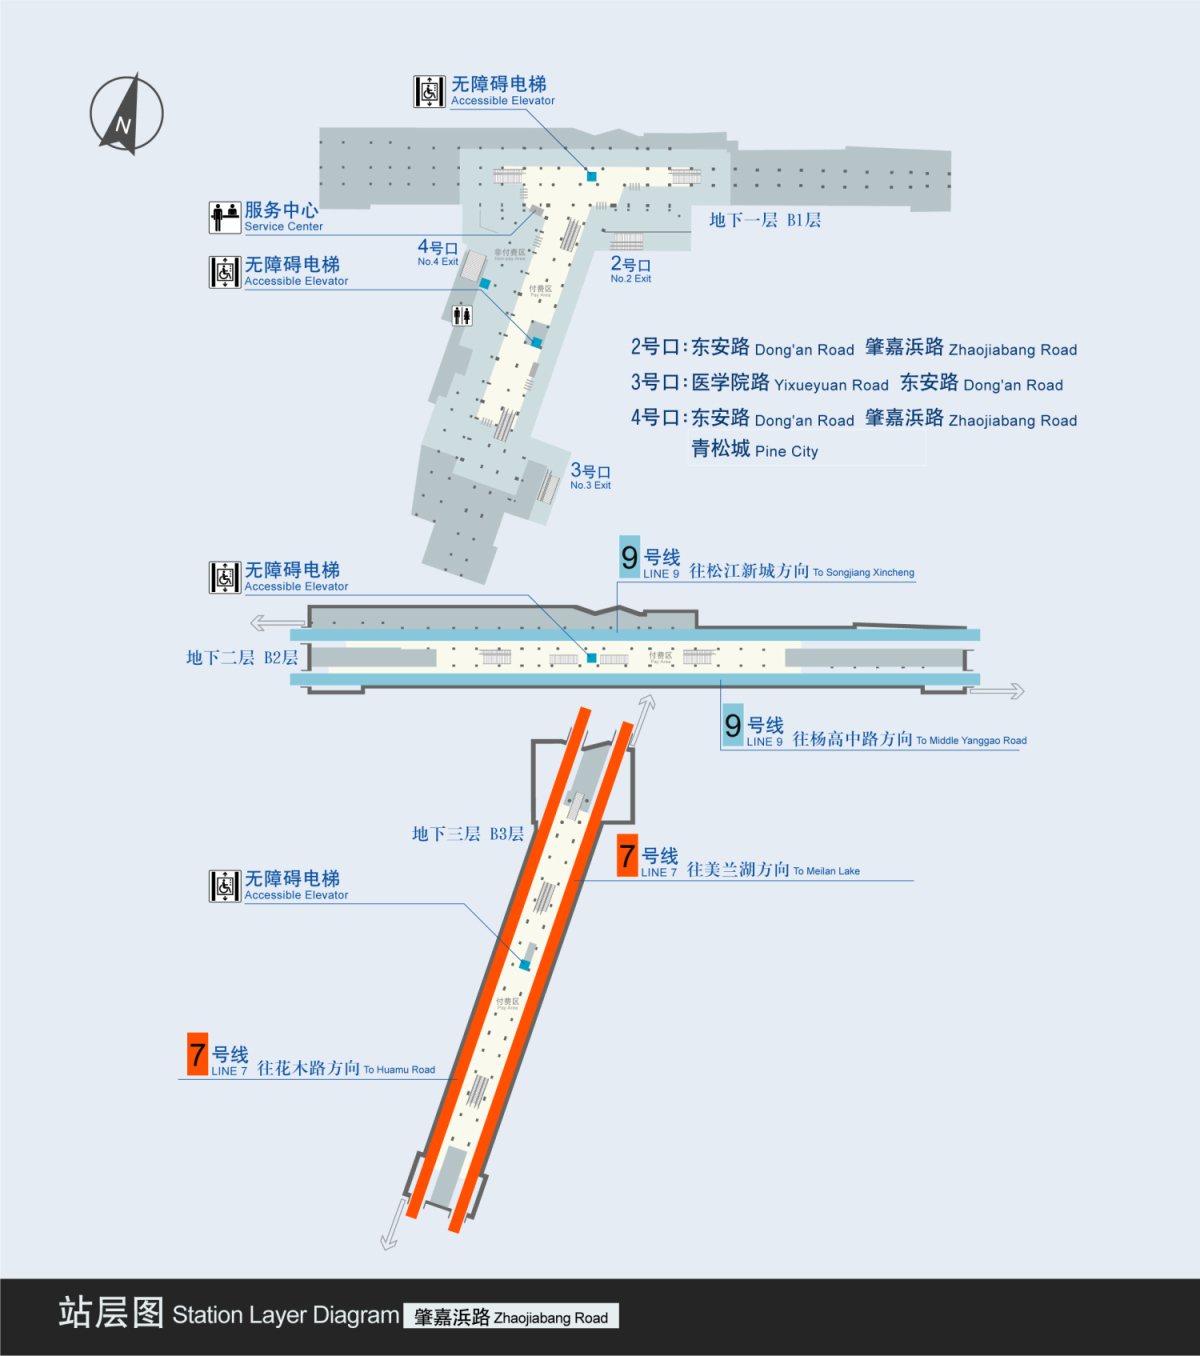 无障碍电梯
Accessible Elevator
N
服务中心
Service Center
地下一层 B1层
4号口
No.4 Exit
非付费区
Non-pay Area
2号口
No.2 Exit
无障碍电梯
Accessible Elevator
付费区
Pay Area
2号口：东安路 Dong'an Road 肇嘉浜路 Zhaojiabang Road
3号口：医学院路 Yixueyuan Road 东安路 Dong'an Road
4号口：东安路 Dong'an Road 肇嘉浜路 Zhaojiabang Road
青松城 Pine City
3号口
No.3 Exit
9 号线
LINE 9 往松江新城方向 To Songjiang Xincheng
无障碍电梯
Accessible Elevator
地下二层 B2层
付费区
Pay Area
9 号线
LINE 9 往杨高中路方向 To Middle Yanggao Road
地下三层 B3层
7 号线
LINE 7 往美兰湖方向 To Meilan Lake
无障碍电梯
Accessible Elevator
付费区
Pay Area
7 号线
LINE 7 往花木路方向 To Huamu Road
站层图 Station Layer Diagram 肇嘉浜路 Zhaojiabang Road